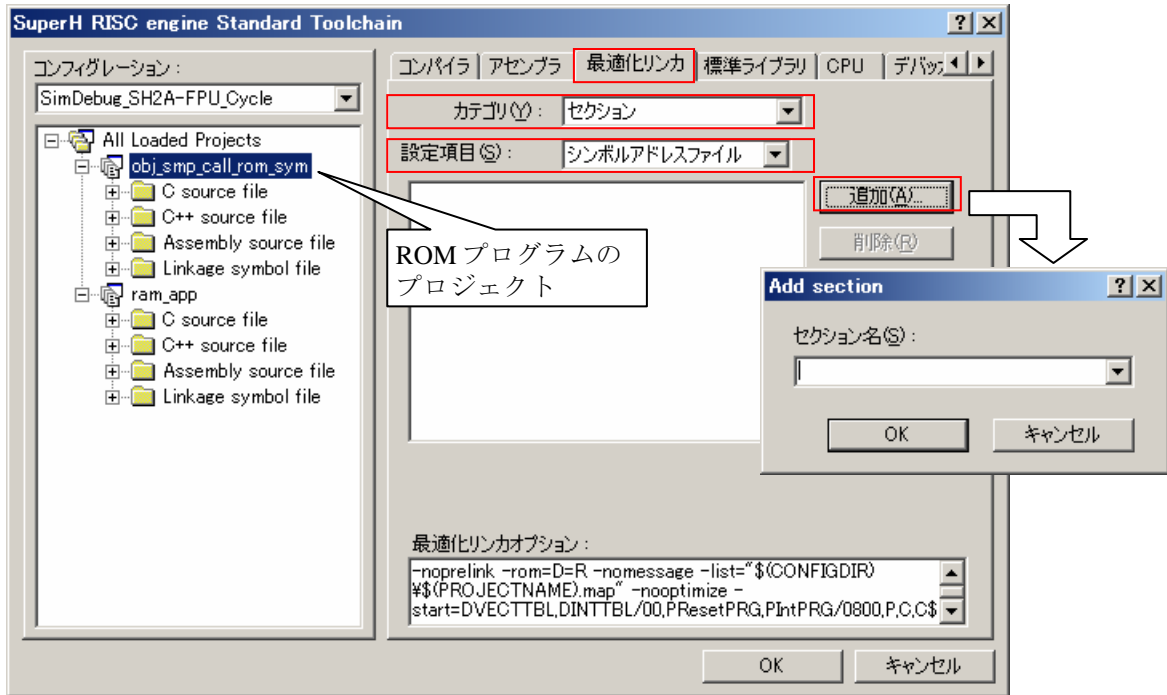 SuperH RISC engine Standard Toolchain
コンフィグレーション :
SimDebug_SH2A-FPU_Cycle
All Loaded Projects
obj_smp_call_rom_sym
C source file
C++ source file
Assembly source file
Linkage symbol file
ram_app
C source file
C++ source file
Assembly source file
Linkage symbol file
ROM プログラムの
プロジェクト
コンパイラ アセンブラ 最適化リンカ 標準ライブラリ CPU デバッ
カテゴリ(Y) : セクション
設定項目(S) : シンボルアドレスファイル
追加(A)...
削除(R)
Add section
セクション名(S) :
OK キャンセル
最適化リンカオプション :
-noprelink -rom=D=R -nomessage -list="$(CONFIGDIR)
¥$(PROJECTNAME).map" -nooptimize -
start=DVECTTBL,DINTTBL/00,PResetPRG,PIntPRG/0800,P,C,C$
OK キャンセル